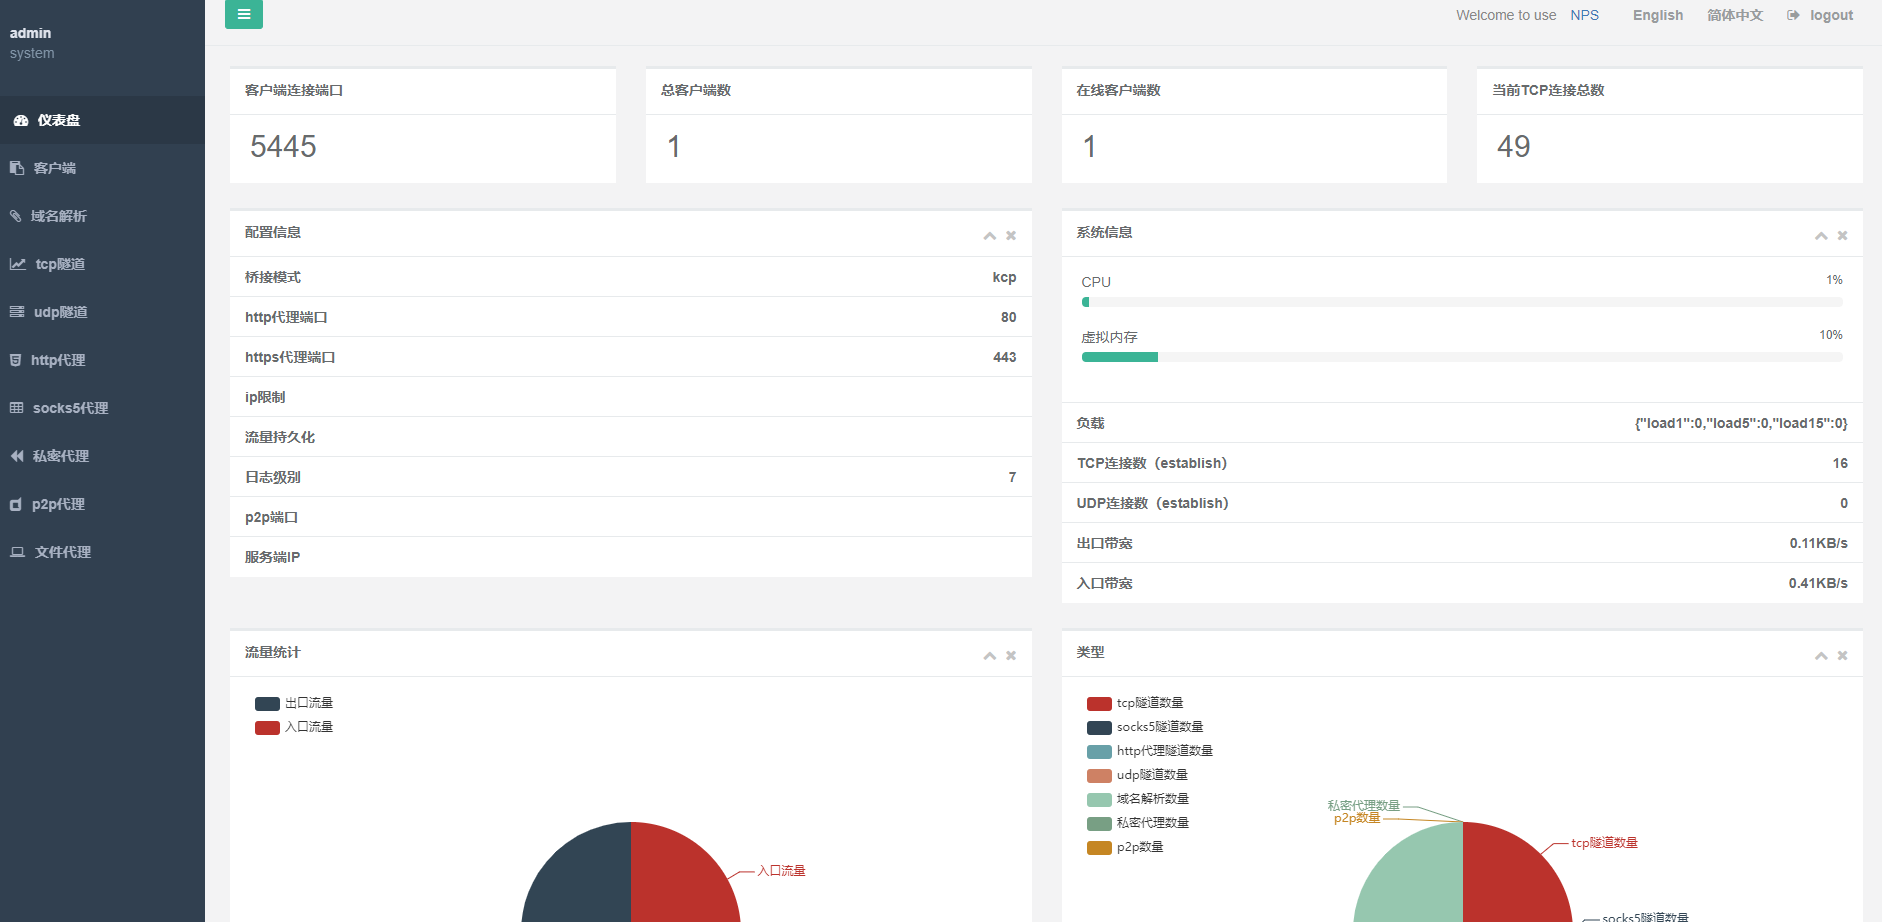 admin
system
仪表盘
客户端
域名解析
tcp隧道
udp隧道
http代理
socks5代理
私密代理
p2p代理
文件代理
Welcome to use NPS English 简体中文 logout
客户端连接端口
5445
总客户端数
1
在线客户端数
1
当前TCP连接总数
49
配置信息
桥接模式 kcp
http代理端口 80
https代理端口 443
ip限制
流量持久化
日志级别 7
p2p端口
服务端IP
系统信息
CPU 1%
虚拟内存 10%
负载 {"load1":0,"load5":0,"load15":0}
TCP连接数（establish） 16
UDP连接数（establish） 0
出口带宽 0.11KB/s
入口带宽 0.41KB/s
流量统计
出口流量
入口流量
入口流量
类型
tcp隧道数量
socks5隧道数量
http代理隧道数量
udp隧道数量
域名解析数量
私密代理数量
p2p数量
私密代理数量
p2p数量
tcp隧道数量
socks5隧道数量